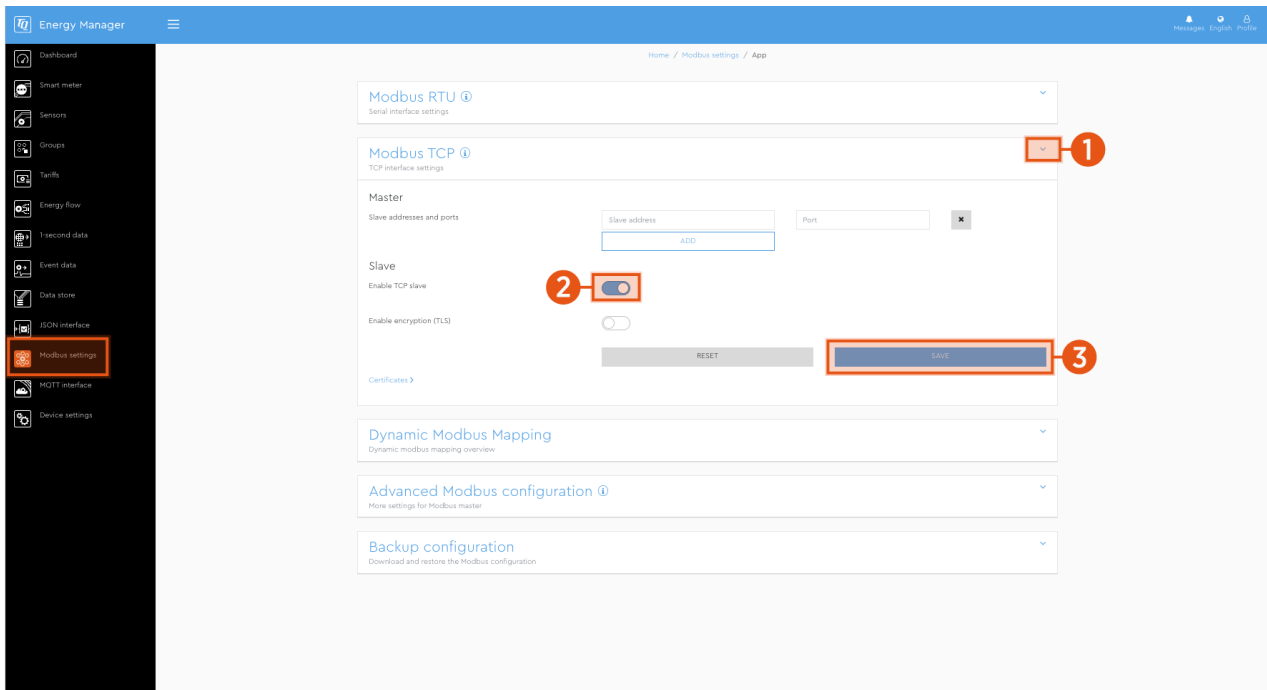 TQ Energy Manager
Messages English Profile
Dashboard
Smart meter
Sensors
Groups
Tariffs
Energy flow
1-second data
Event data
Data store
JSON interface
Modbus settings
MQTT interface
Device settings
Home / Modbus settings / App
Modbus RTU
Serial interface settings
Modbus TCP
TCP interface settings
1
Master
Slave addresses and ports
Slave address
Port
ADD
Slave
Enable TCP slave
2
Enable encryption (TLS)
RESET
SAVE
3
Certificates
Dynamic Modbus Mapping
Dynamic modbus mapping overview
Advanced Modbus configuration
More settings for Modbus master
Backup configuration
Download and restore the Modbus configuration